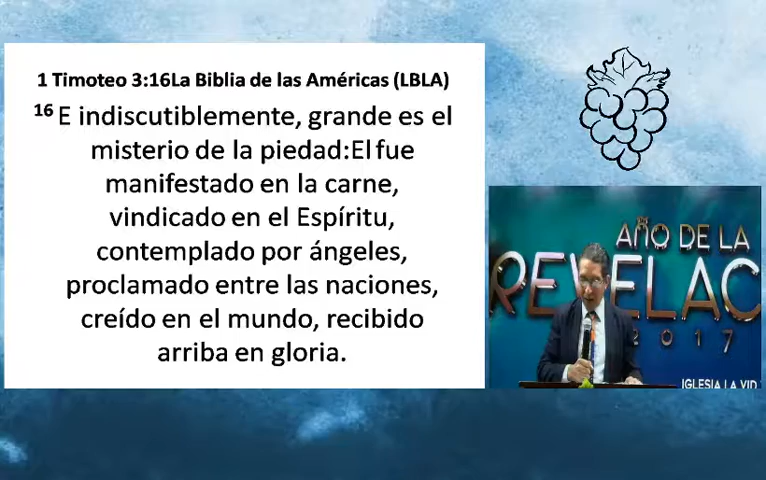 1 Timoteo 3:16La Biblia de las Américas (LBLA)
16 E indiscutiblemente, grande es el
misterio de la piedad:El fue
manifestado en la carne,
vindicado en el Espíritu,
contemplado por ángeles,
proclamado entre las naciones,
creído en el mundo, recibido
arriba en gloria.
AÑO DE LA
REVELAC
2017
IGLESIA LA VID